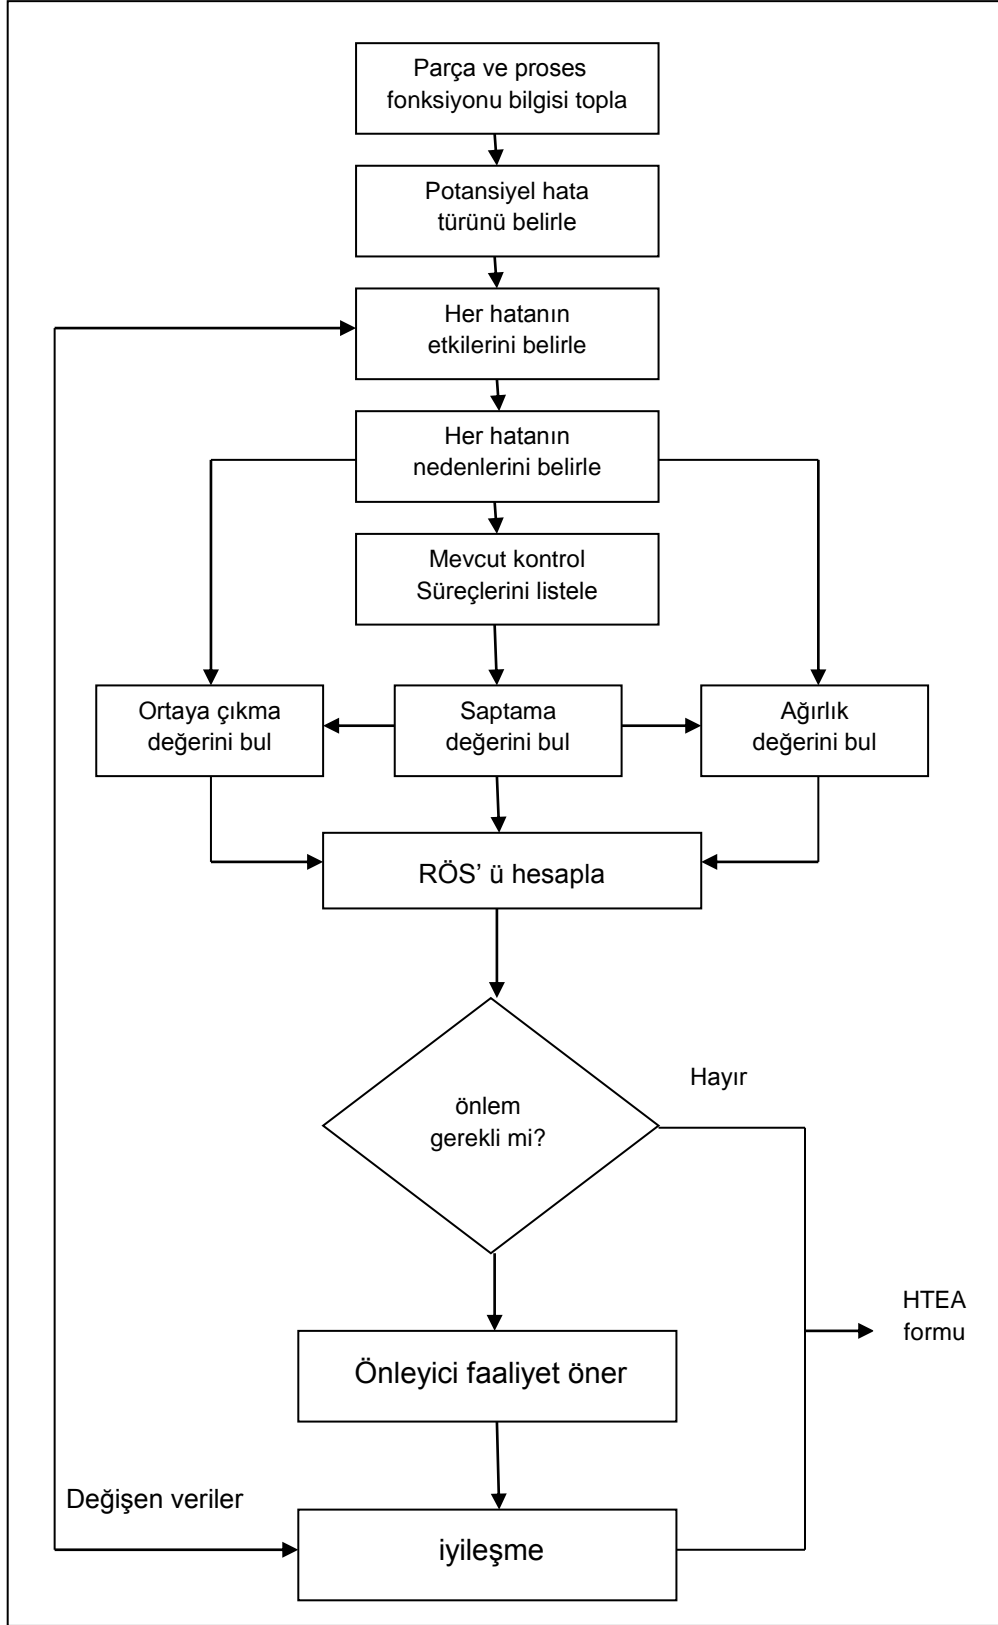 Parça ve proses
fonksiyonu bilgisi topla
Potansiyel hata
türünü belirle
Her hatanın
etkilerini belirle
Her hatanın
nedenlerini belirle
Mevcut kontrol
Süreçlerini listele
Ortaya çıkma
değerini bul
Saptama
değerini bul
Ağırlık
değerini bul
RÖS’ ü hesapla
Hayır
önlem
gerekli mi?
HTEA
formu
Önleyici faaliyet öner
Değişen veriler
iyileşme